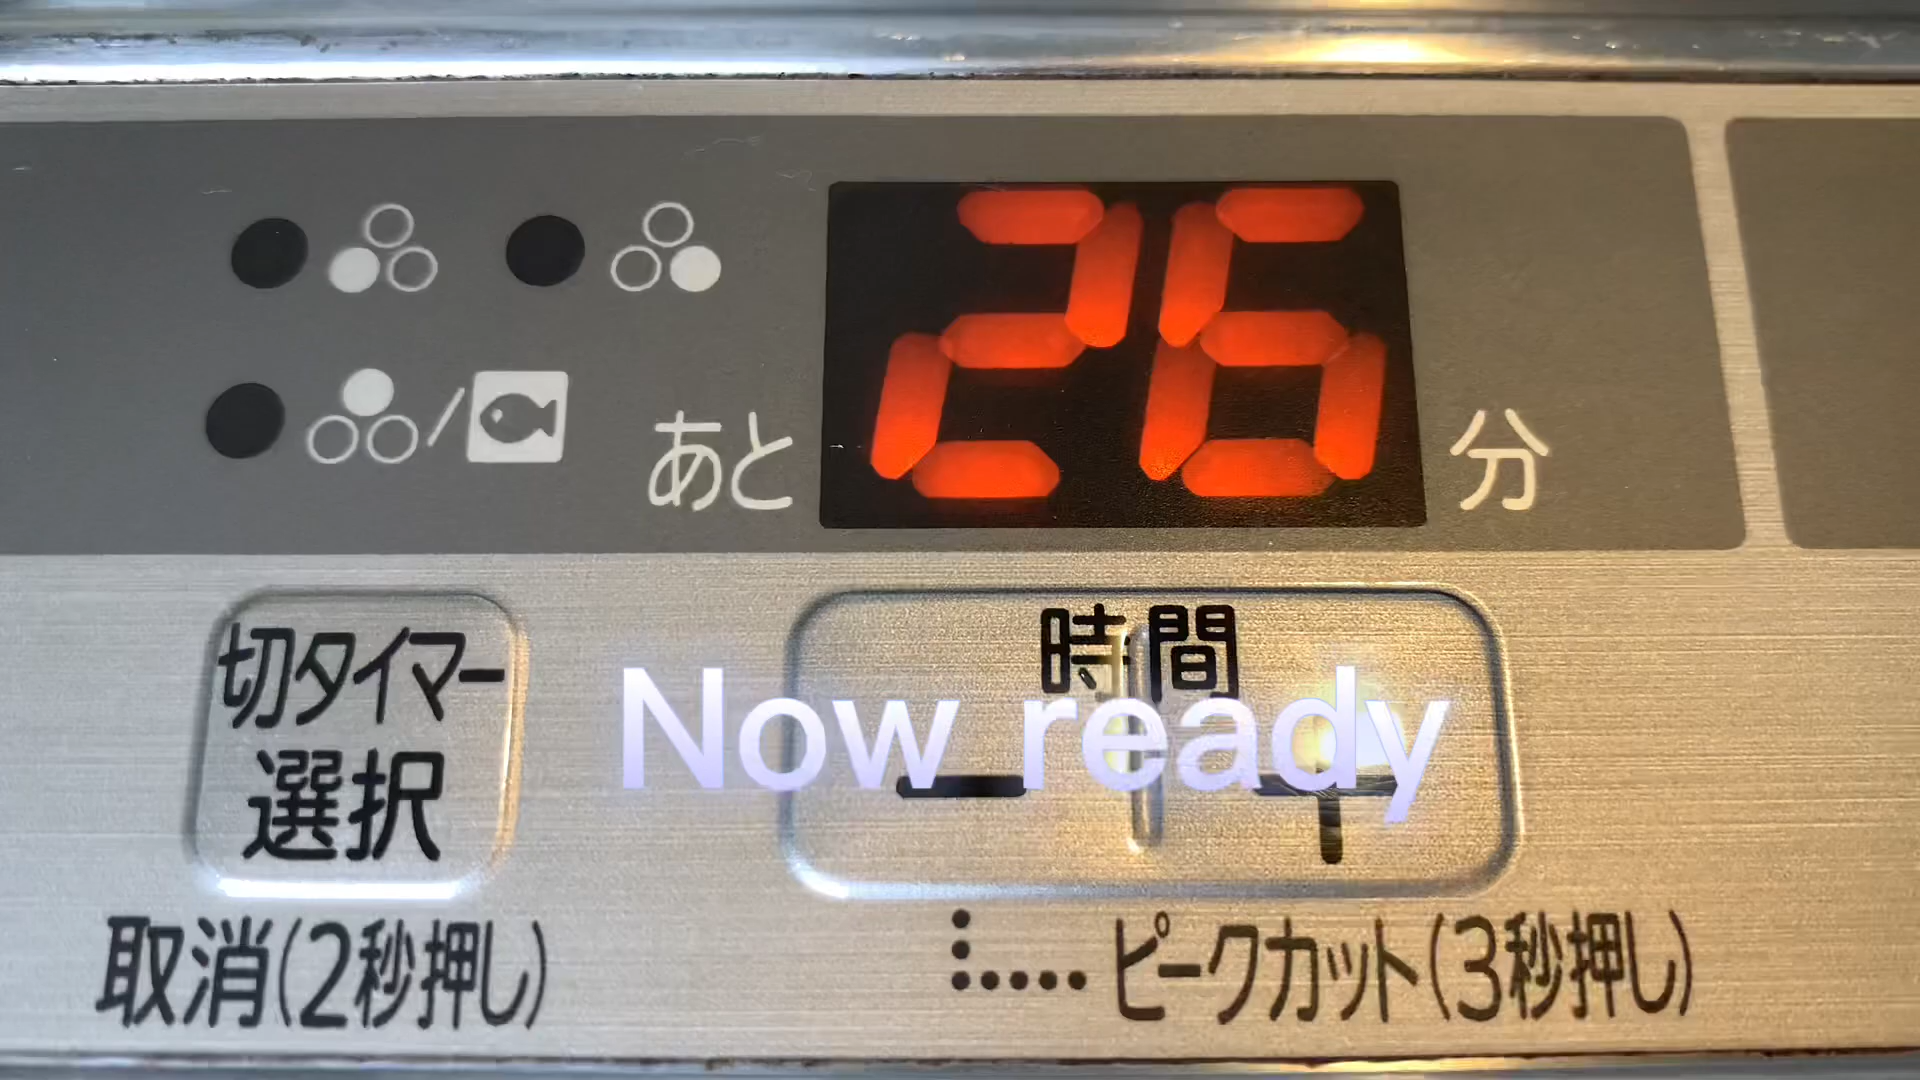 あと 26 分
切タイマー
選択
時間
Now ready
− +
取消(2秒押し)
ピークカット(3秒押し)